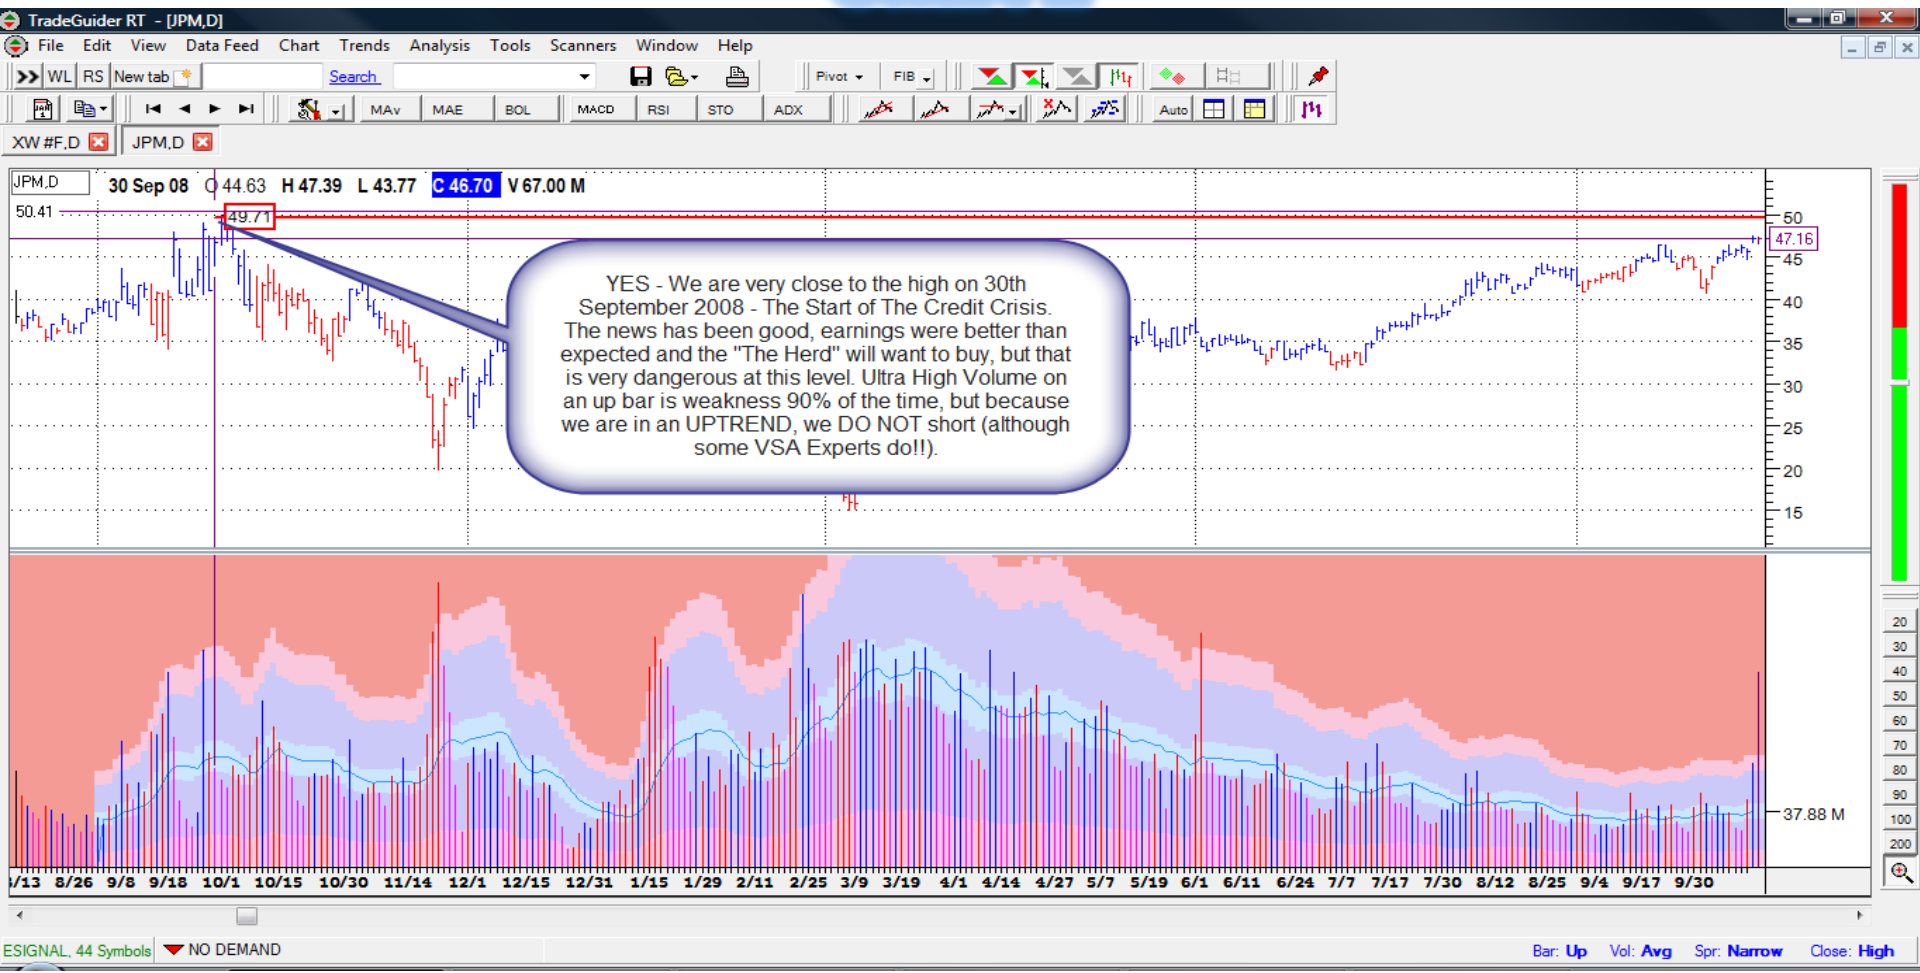 TradeGuider RT - [JPM,D]
File Edit View Data Feed Chart Trends Analysis Tools Scanners Window Help
WL RS New tab Search Pivot FIB
MAv MAE BOL MACD RSI STO ADX Auto
XW #F,D JPM,D
JPM,D 30 Sep 08 O 44.63 H 47.39 L 43.77 C 46.70 V 67.00 M
50.41
49.71
50
47.16
45
40
35
30
25
20
15
YES - We are very close to the high on 30th
September 2008 - The Start of The Credit Crisis.
The news has been good, earnings were better than
expected and the "The Herd" will want to buy, but that
is very dangerous at this level. Ultra High Volume on
an up bar is weakness 90% of the time, but because
we are in an UPTREND, we DO NOT short (although
some VSA Experts do!!).
37.88 M
20
30
40
50
60
70
80
90
100
200
/13 8/26 9/8 9/18 10/1 10/15 10/30 11/14 12/1 12/15 12/31 1/15 1/29 2/11 2/25 3/9 3/19 4/1 4/14 4/27 5/7 5/19 6/1 6/11 6/24 7/7 7/17 7/30 8/12 8/25 9/4 9/17 9/30
ESIGNAL, 44 Symbols NO DEMAND Bar: Up Vol: Avg Spr: Narrow Close: High